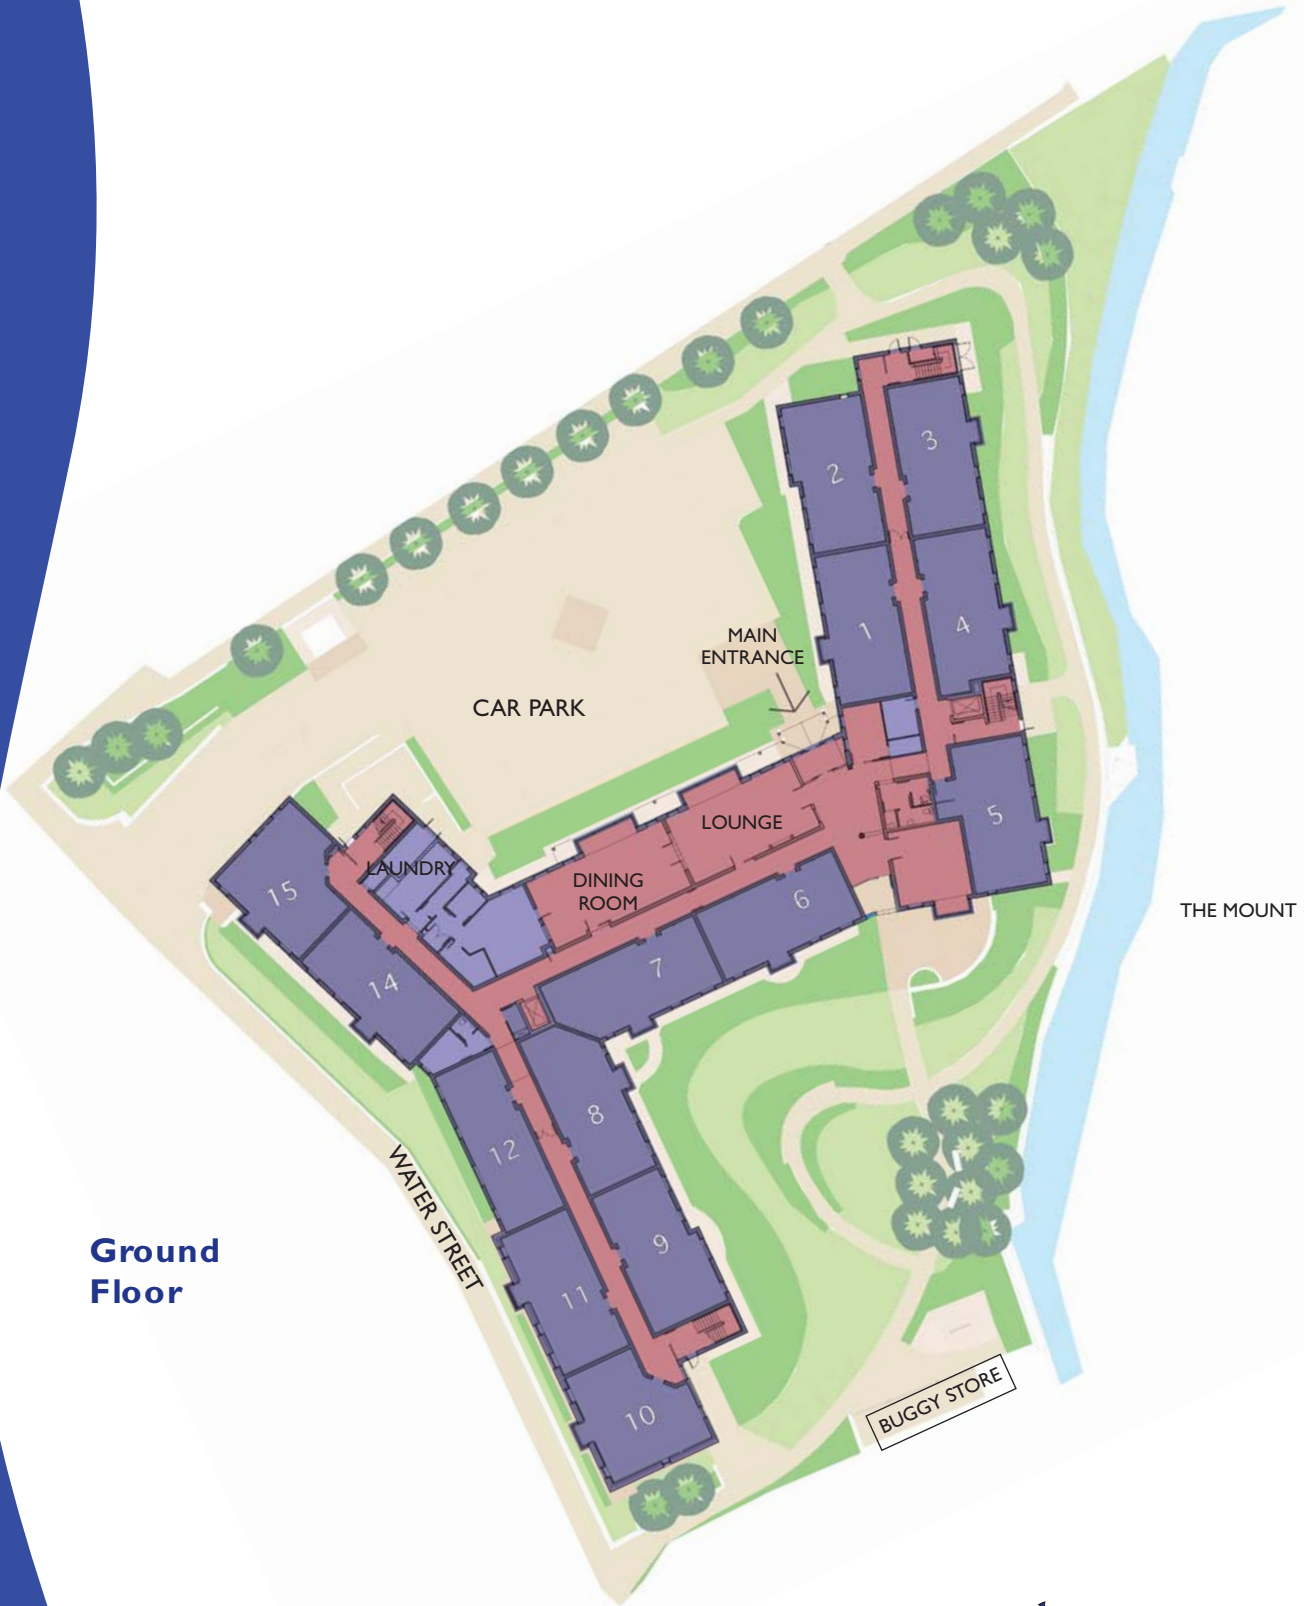 3
2
1
4
MAIN
ENTRANCE
CAR PARK
5
LOUNGE
LAUNDRY
DINING
ROOM
15
6
THE MOUNT
7
14
8
12
WATER STREET
9
Ground
Floor
11
10
BUGGY STORE